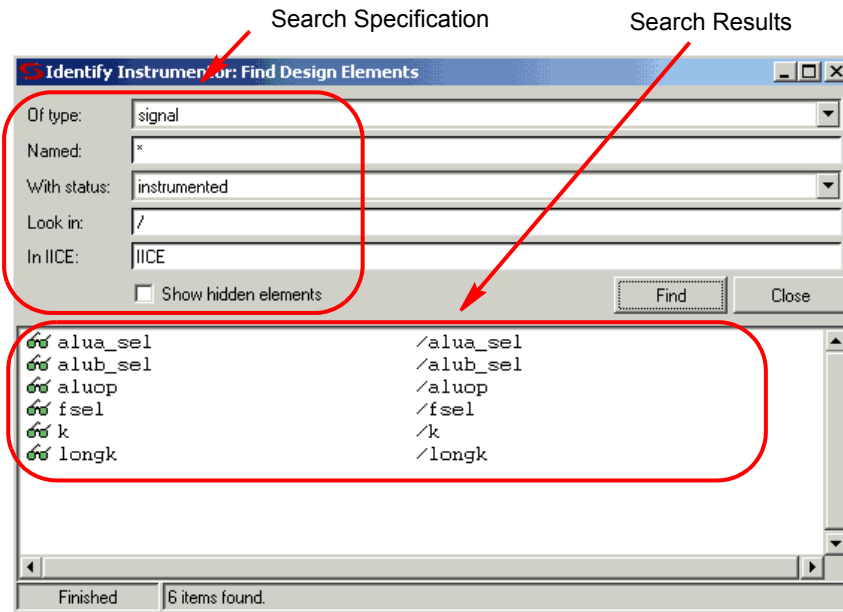 Search Specification
Search Results
Identify Instrumentor: Find Design Elements
Of type: signal
Named: *
With status: instrumented
Look in: /
In IICE: IICE
Show hidden elements
Find
Close
alua_sel /alua_sel
alub_sel /alub_sel
aluop /aluop
fsel /fsel
k /k
longk /longk
Finished 6 items found.